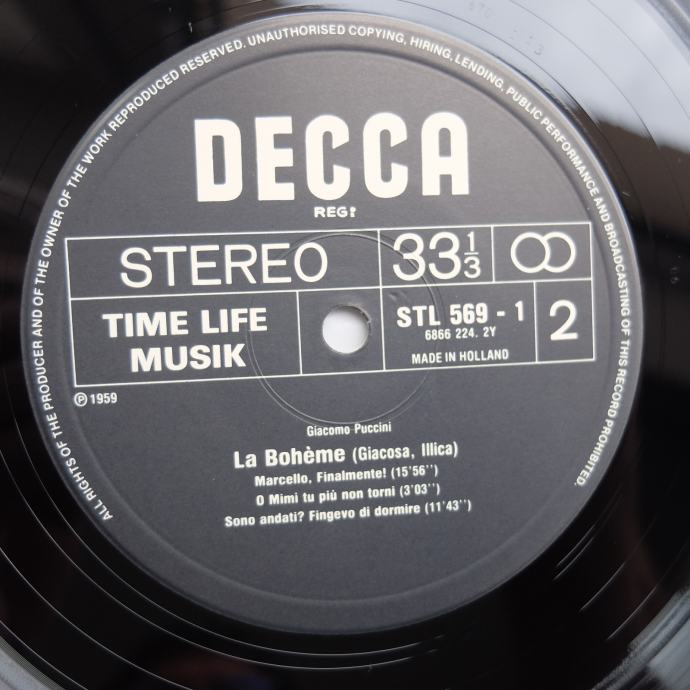 ALL RIGHTS OF THE PRODUCER AND OF THE OWNER OF THE WORK REPRODUCED RESERVED. UNAUTHORISED COPYING, HIRING, LENDING, PUBLIC PERFORMANCE AND BROADCASTING OF THIS RECORD PROHIBITED.
DECCA
REG?
STEREO 33⅓
TIME LIFE
MUSIK
STL 569 - 1
6866 224. 2Y
MADE IN HOLLAND
2
Ⓟ 1959
Giacomo Puccini
La Bohème (Giacosa, Illica)
Marcello, Finalmente! (15'56'')
O Mimi tu più non torni (3'03'')
Sono andati? Fingevo di dormire (11'43'')